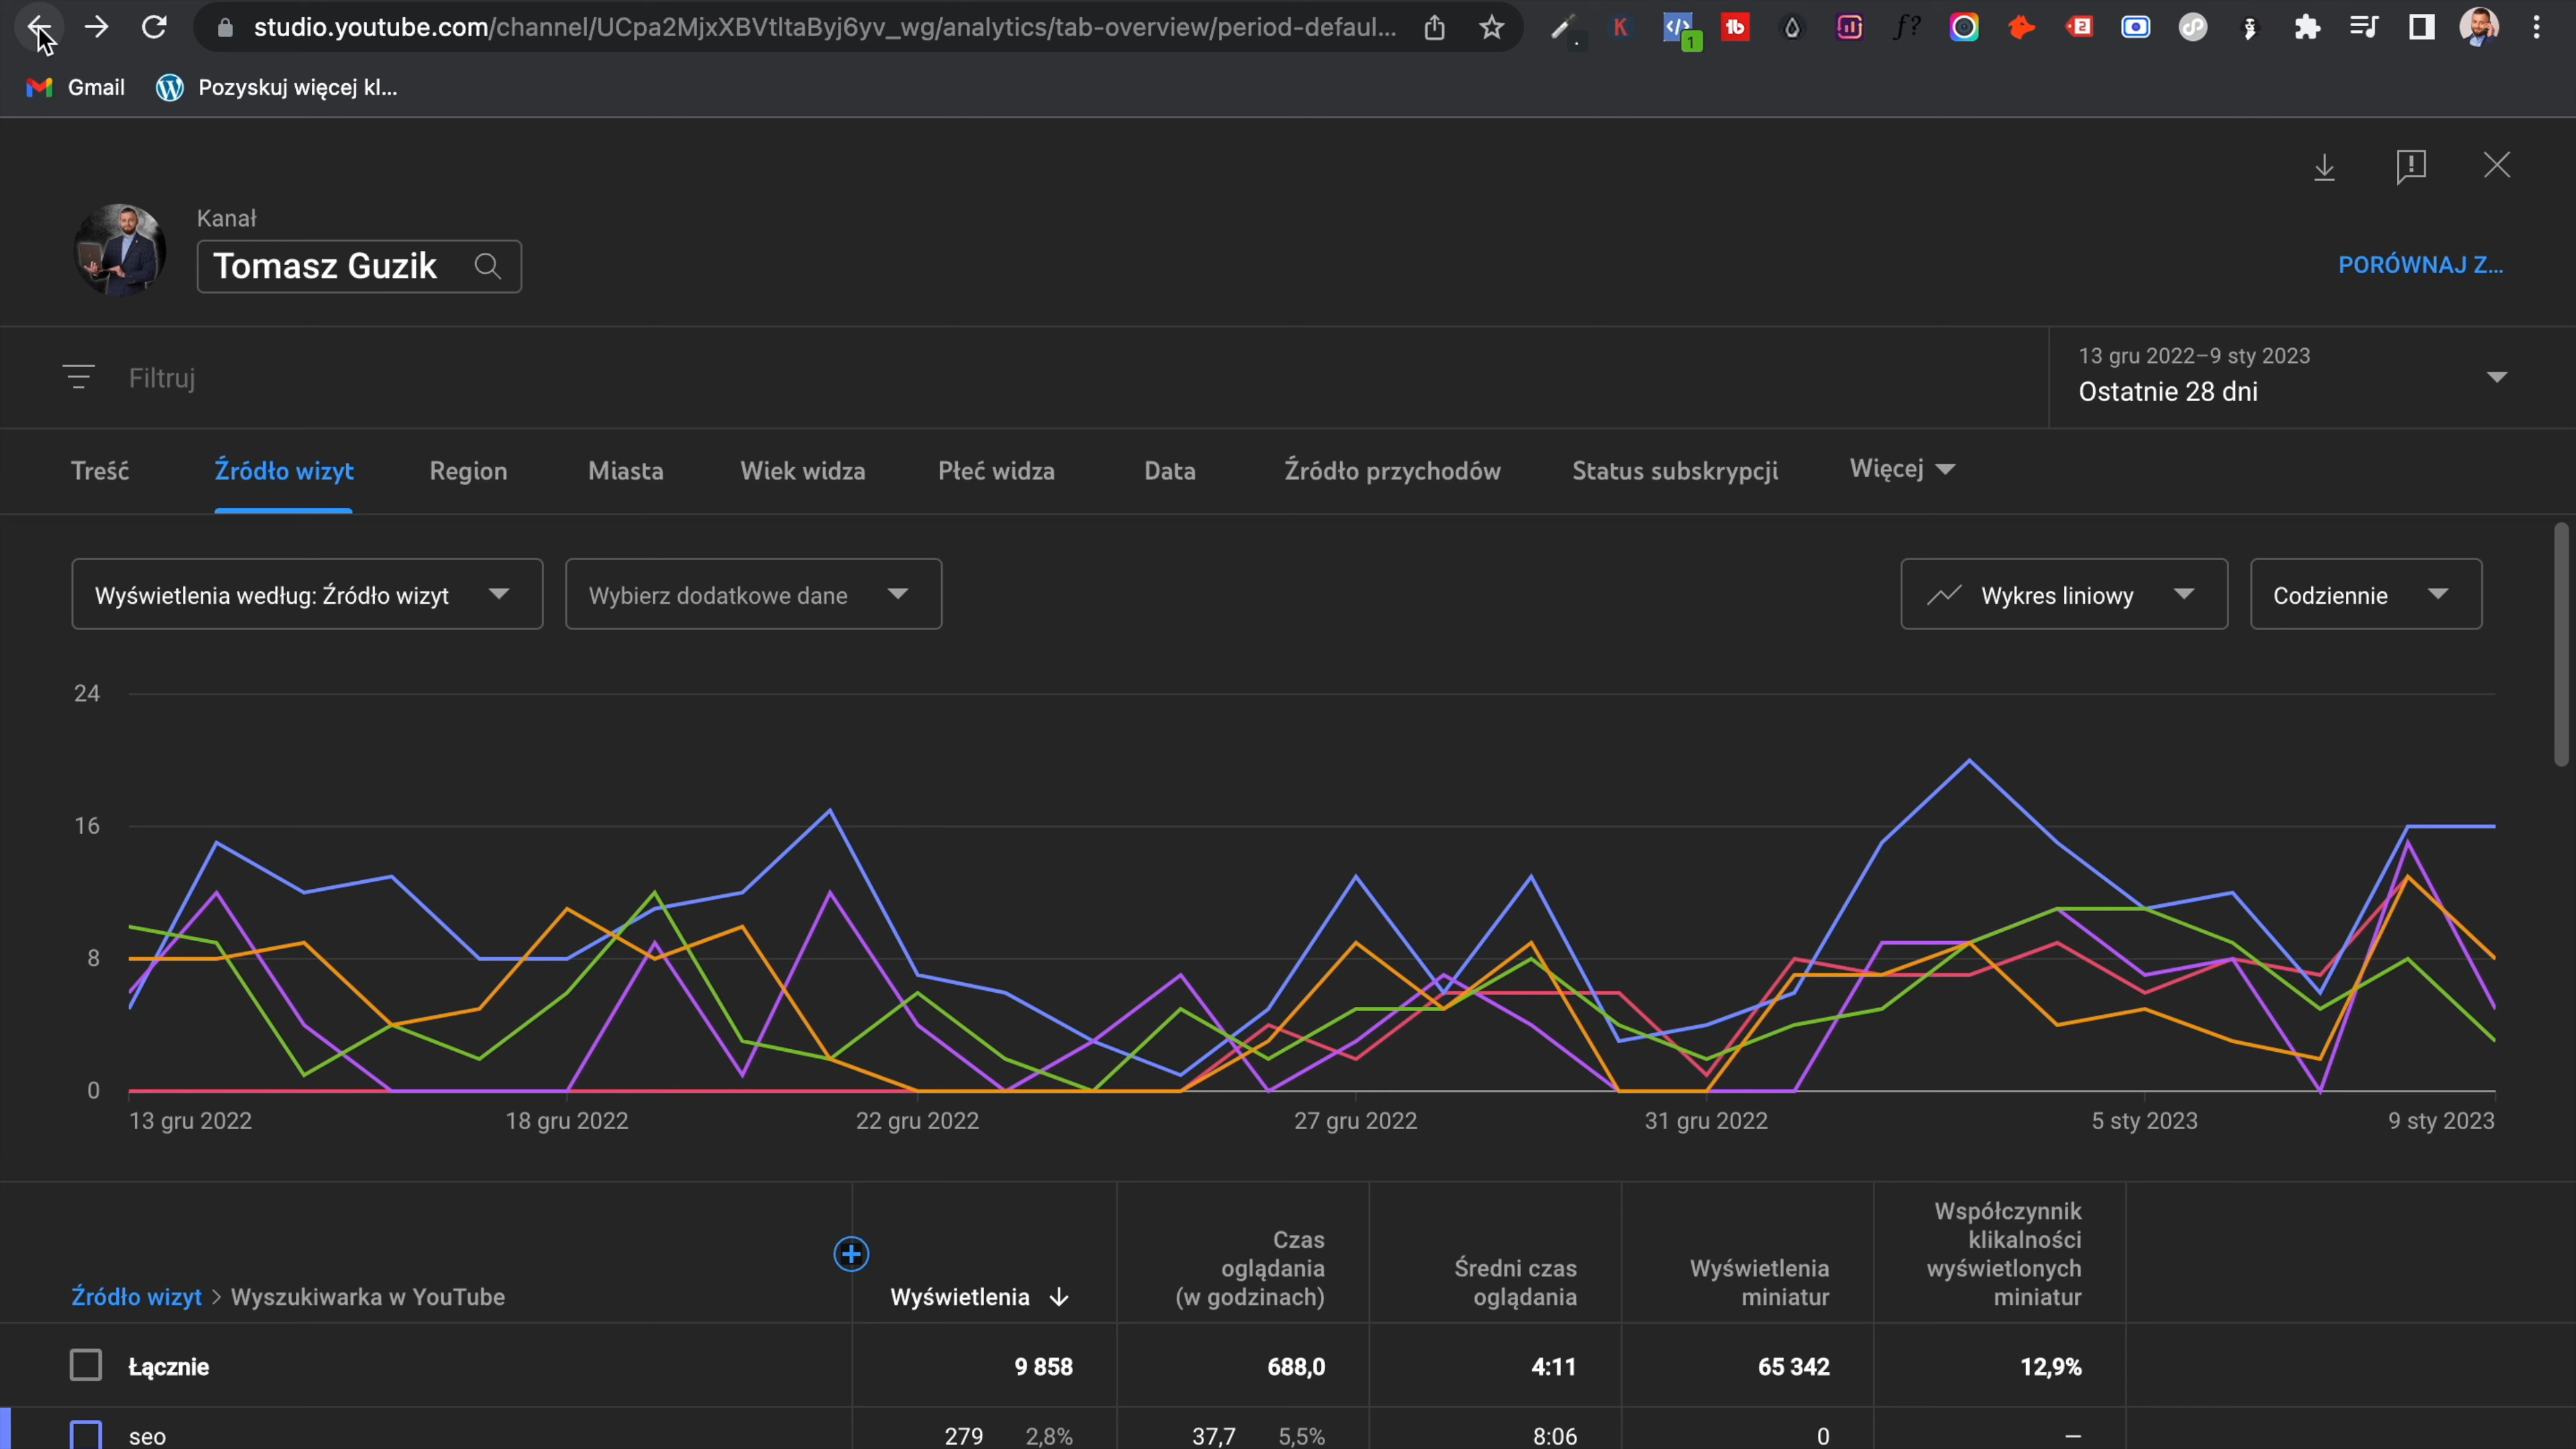 studio.youtube.com/channel/UCpa2MjxXBVtItaByj6yv_wg/analytics/tab-overview/period-defaul...
Gmail
Pozyskuj więcej kl...
Kanał
Tomasz Guzik
PORÓWNAJ Z...
Filtruj
13 gru 2022–9 sty 2023
Ostatnie 28 dni
Treść
Źródło wizyt
Region
Miasta
Wiek widza
Płeć widza
Data
Źródło przychodów
Status subskrypcji
Więcej
Wyświetlenia według: Źródło wizyt
Wybierz dodatkowe dane
Wykres liniowy
Codziennie
24
16
8
0
13 gru 2022
18 gru 2022
22 gru 2022
27 gru 2022
31 gru 2022
5 sty 2023
9 sty 2023
Źródło wizyt > Wyszukiwarka w YouTube
Wyświetlenia
Czas
oglądania
(w godzinach)
Średni czas
oglądania
Wyświetlenia
miniatur
Współczynnik
klikalności
wyświetlonych
miniatur
Łącznie 9 858 688,0 4:11 65 342 12,9%
seo 279 2,8% 37,7 5,5% 8:06 0 —